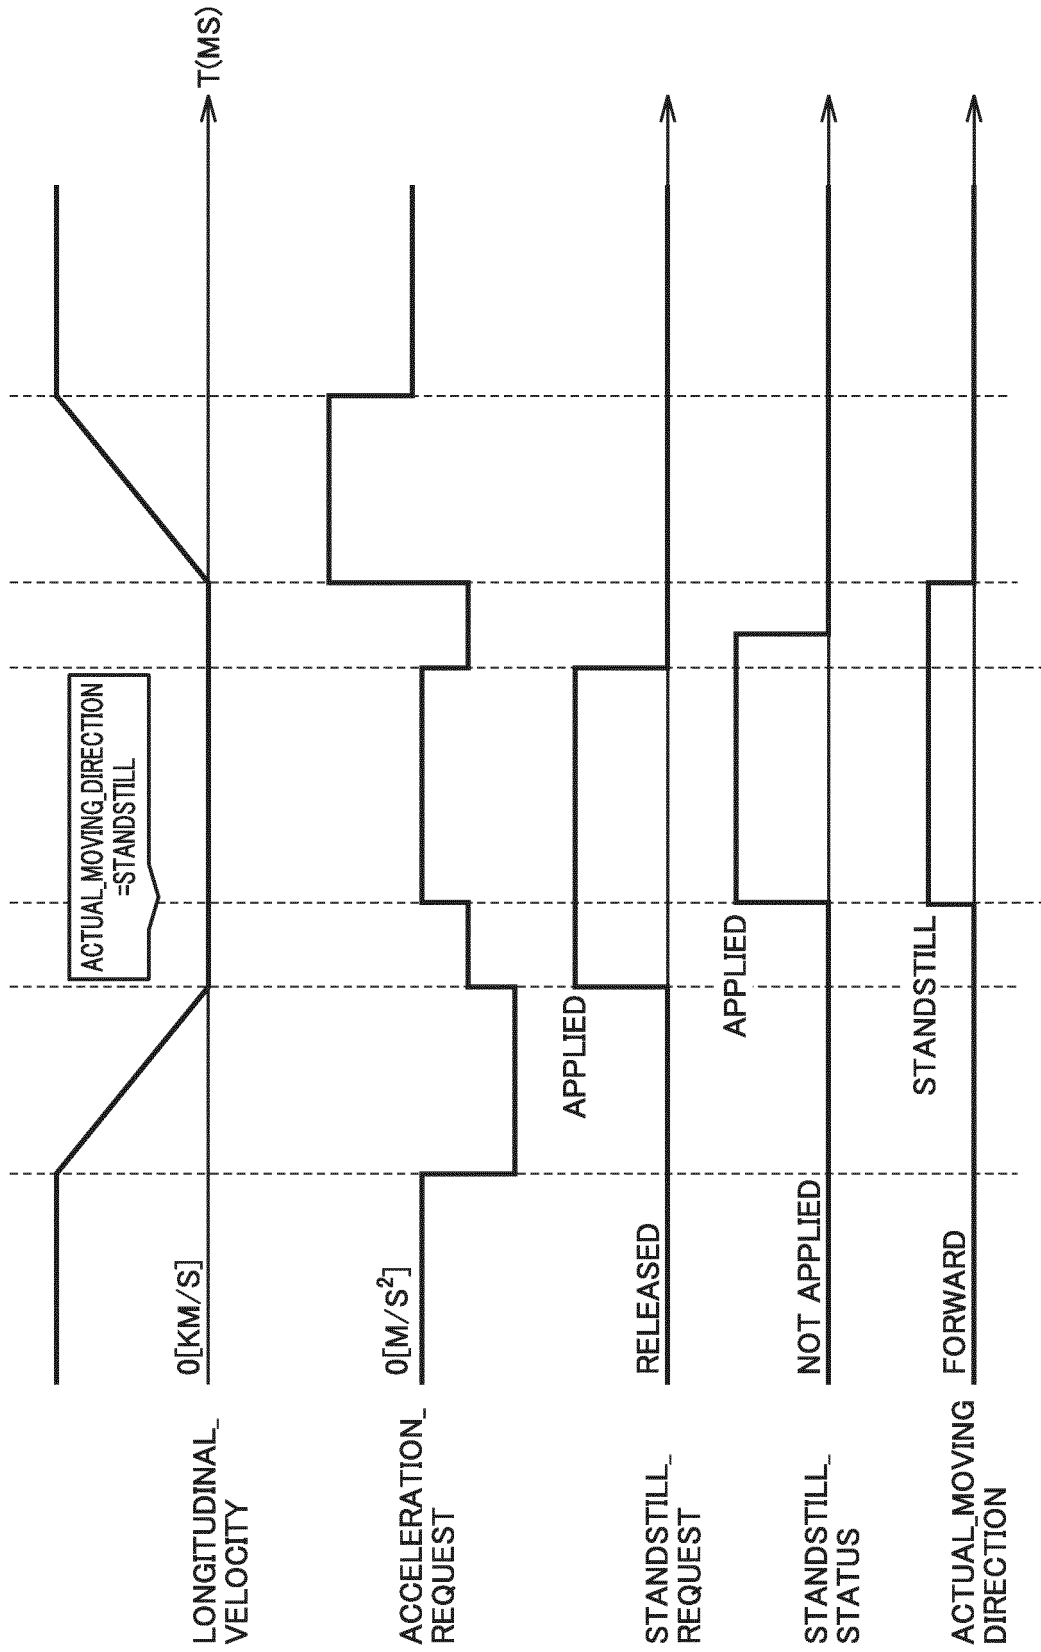 T(MS)
ACTUAL_MOVING_DIRECTION
=STANDSTILL
0[KM/S]
LONGITUDINAL_
VELOCITY
0[M/S²]
ACCELERATION_
REQUEST
APPLIED
RELEASED
STANDSTILL_
REQUEST
APPLIED
NOT APPLIED
STANDSTILL_
STATUS
STANDSTILL
FORWARD
ACTUAL_MOVING
DIRECTION